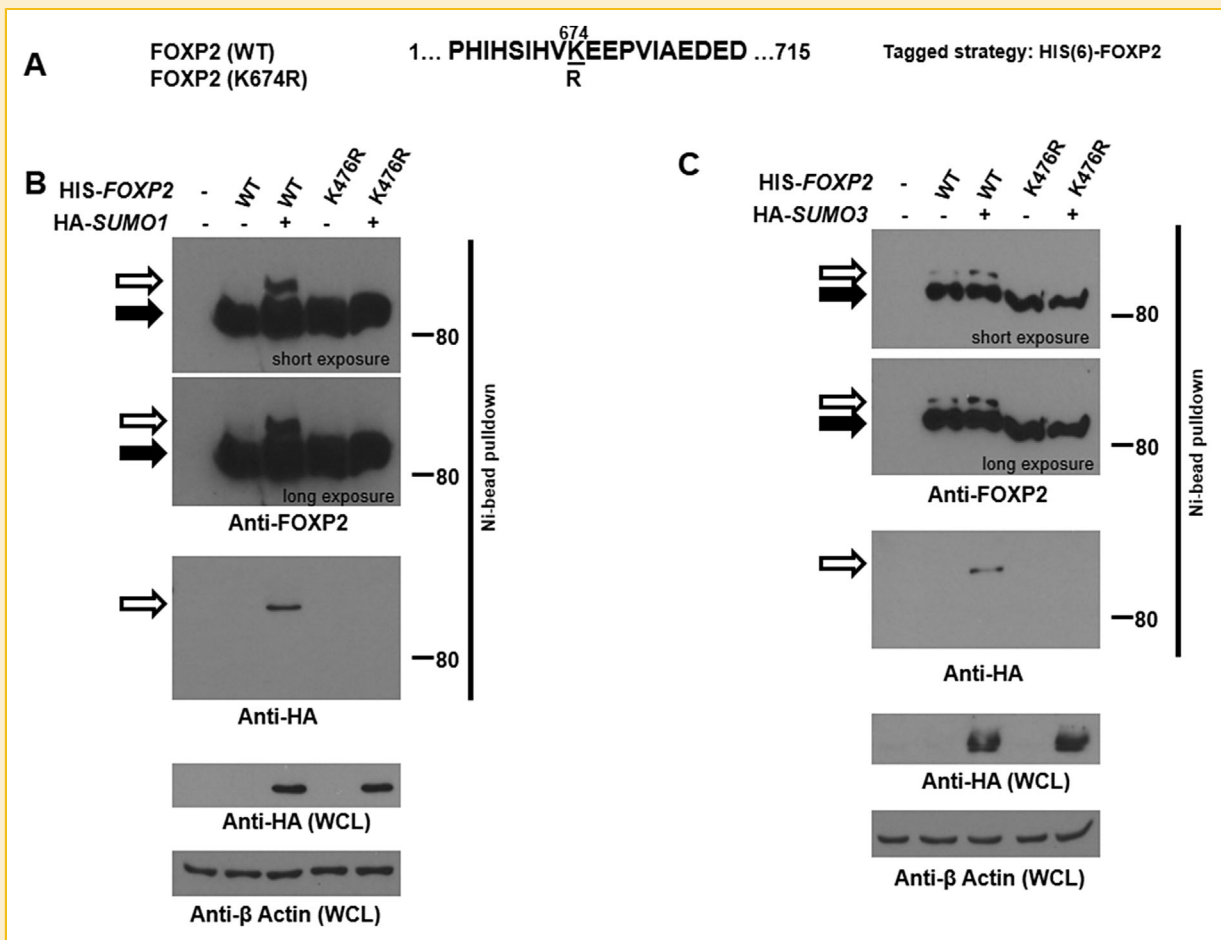 A
674
FOXP2 (WT) 1... PHIHSIHVKEEPVIAEDED ...715 Tagged strategy: HIS(6)-FOXP2
FOXP2 (K674R) R
B
HIS-FOXP2 - WT WT K476R K476R
HA-SUMO1 - - + - +
80
short exposure
80
long exposure
Anti-FOXP2
80
Anti-HA
Ni-bead pulldown
Anti-HA (WCL)
Anti-β Actin (WCL)
C
HIS-FOXP2 - WT WT K476R K476R
HA-SUMO3 - - + - +
80
short exposure
80
long exposure
Anti-FOXP2
80
Anti-HA
Ni-bead pulldown
Anti-HA (WCL)
Anti-β Actin (WCL)